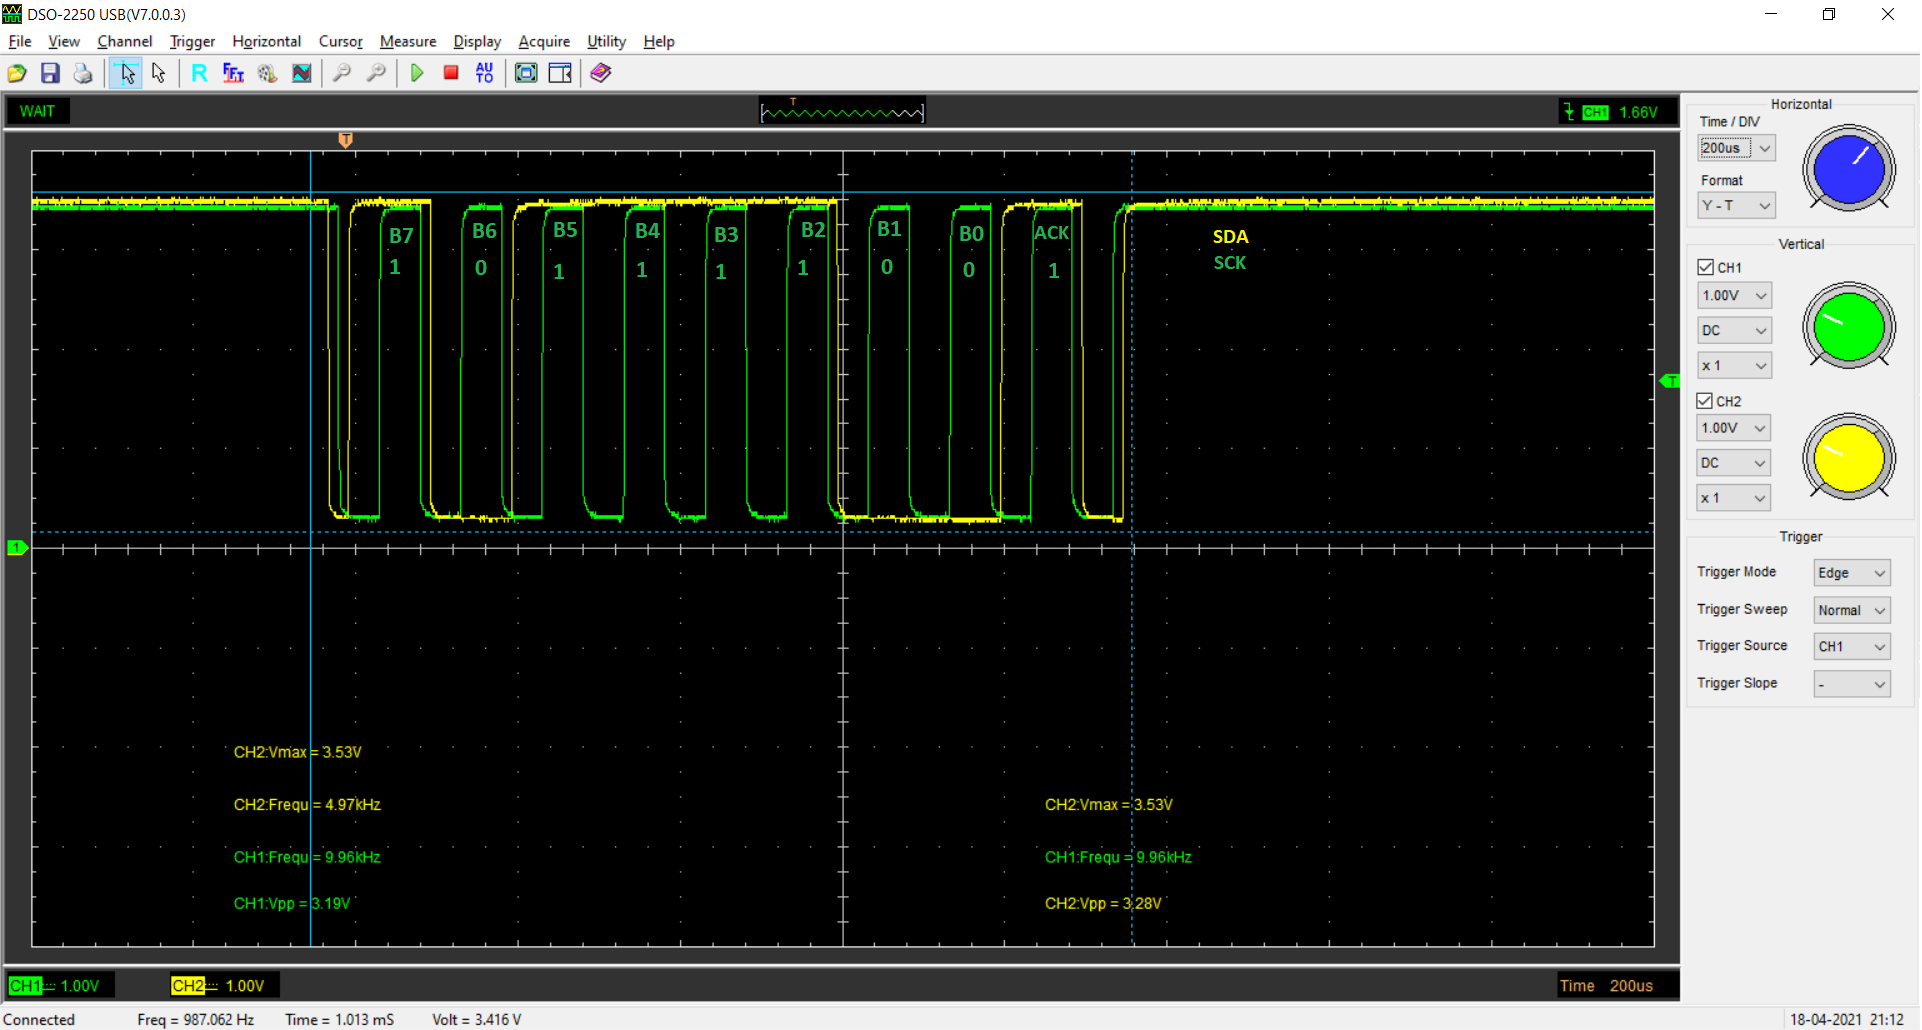 DSO-2250 USB(V7.0.0.3)
File View Channel Trigger Horizontal Cursor Measure Display Acquire Utility Help
R FFT AU TO
WAIT
T
CH1 1.66V
T
B7 B6 B5 B4 B3 B2 B1 B0 ACK SDA
1 0 1 1 1 1 0 0 1 SCK
T
1
CH2:Vmax = 3.53V
CH2:Frequ = 4.97kHz CH2:Vmax = 3.53V
CH1:Frequ = 9.96kHz CH1:Frequ = 9.96kHz
CH1:Vpp = 3.19V CH2:Vpp = 3.28V
CH1 1.00V CH2 1.00V Time 200us
Horizontal
Time / DIV
200us
Format
Y - T
Vertical
CH1
1.00V
DC
x 1
CH2
1.00V
DC
x 1
Trigger
Trigger Mode Edge
Trigger Sweep Normal
Trigger Source CH1
Trigger Slope -
Connected Freq = 987.062 Hz Time = 1.013 mS Volt = 3.416 V 18-04-2021 21:12